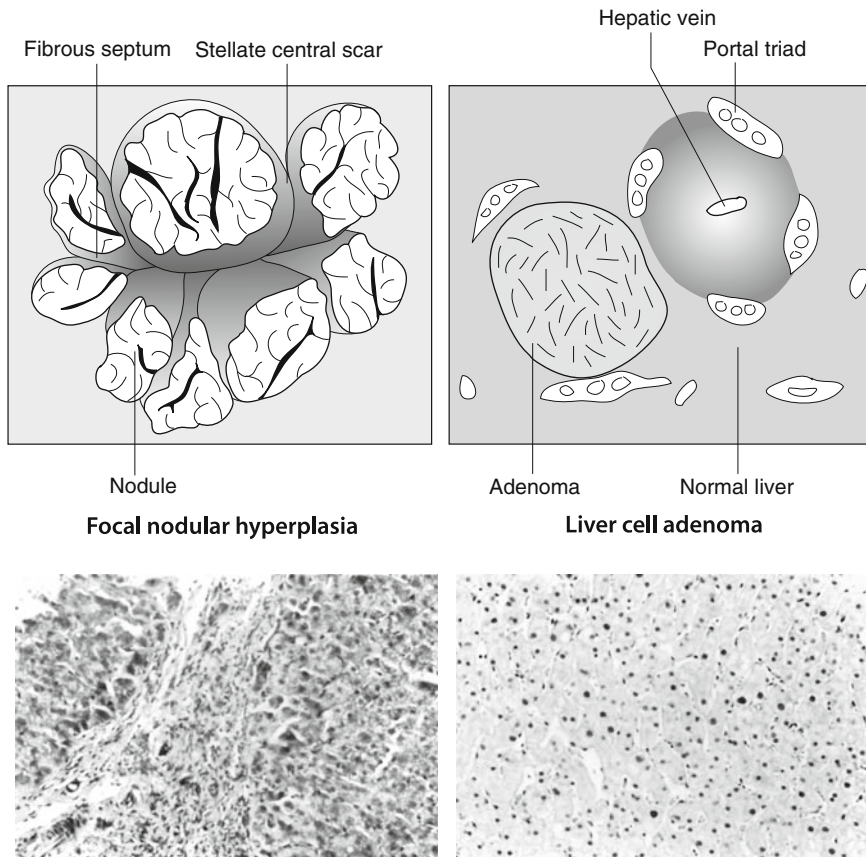 Fibrous septum
Stellate central scar
Hepatic vein
Portal triad
Nodule
Adenoma
Normal liver
Focal nodular hyperplasia
Liver cell adenoma